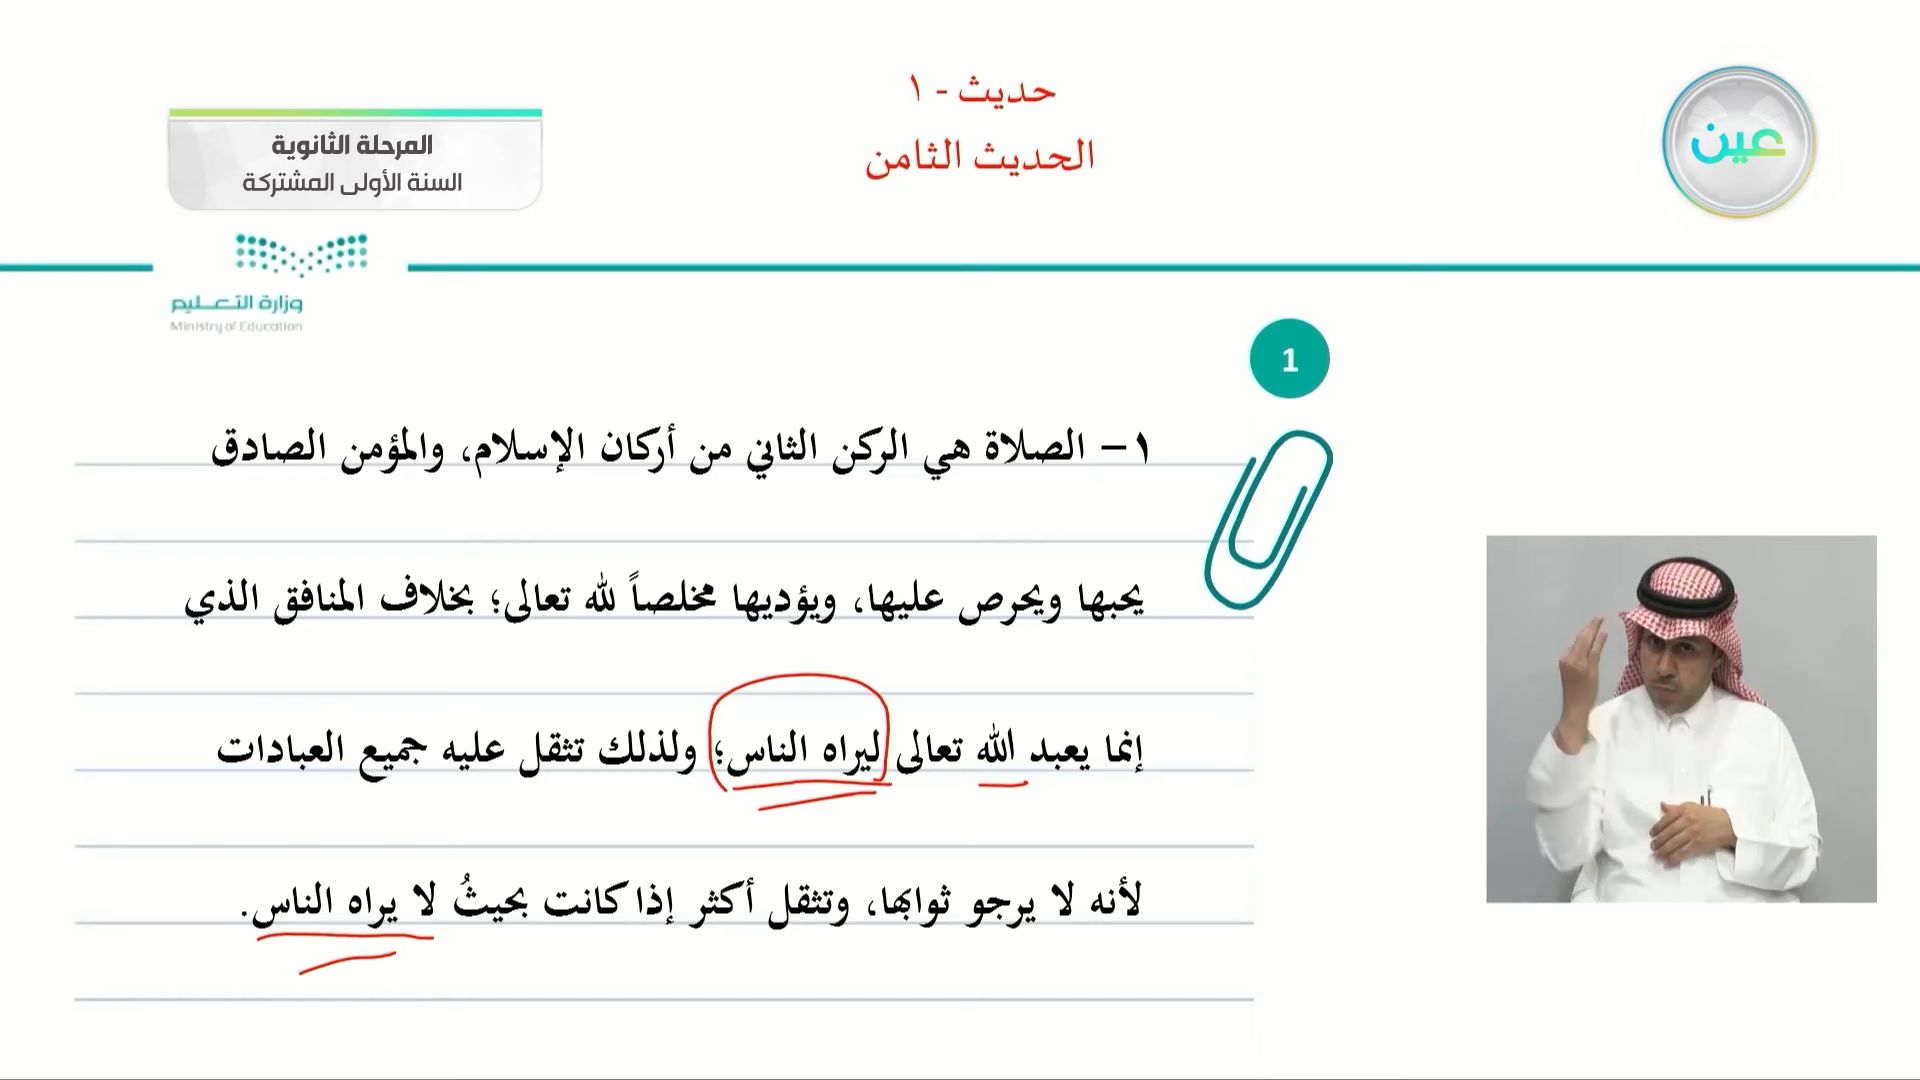 حديث - ١
الحديث الثامن
عين
المرحلة الثانوية
السنة الأولى المشتركة
وزارة التعليم
Ministry of Education
1
١- الصلاة هي الركن الثاني من أركان الإسلام، والمؤمن الصادق
يحبها ويحرص عليها، ويؤديها مخلصاً لله تعالى؛ بخلاف المنافق الذي
إنما يعبد الله تعالى ليراه الناس؛ ولذلك تثقل عليه جميع العبادات
لأنه لا يرجو ثوابها، وتثقل أكثر إذا كانت بحيثُ لا يراه الناس.